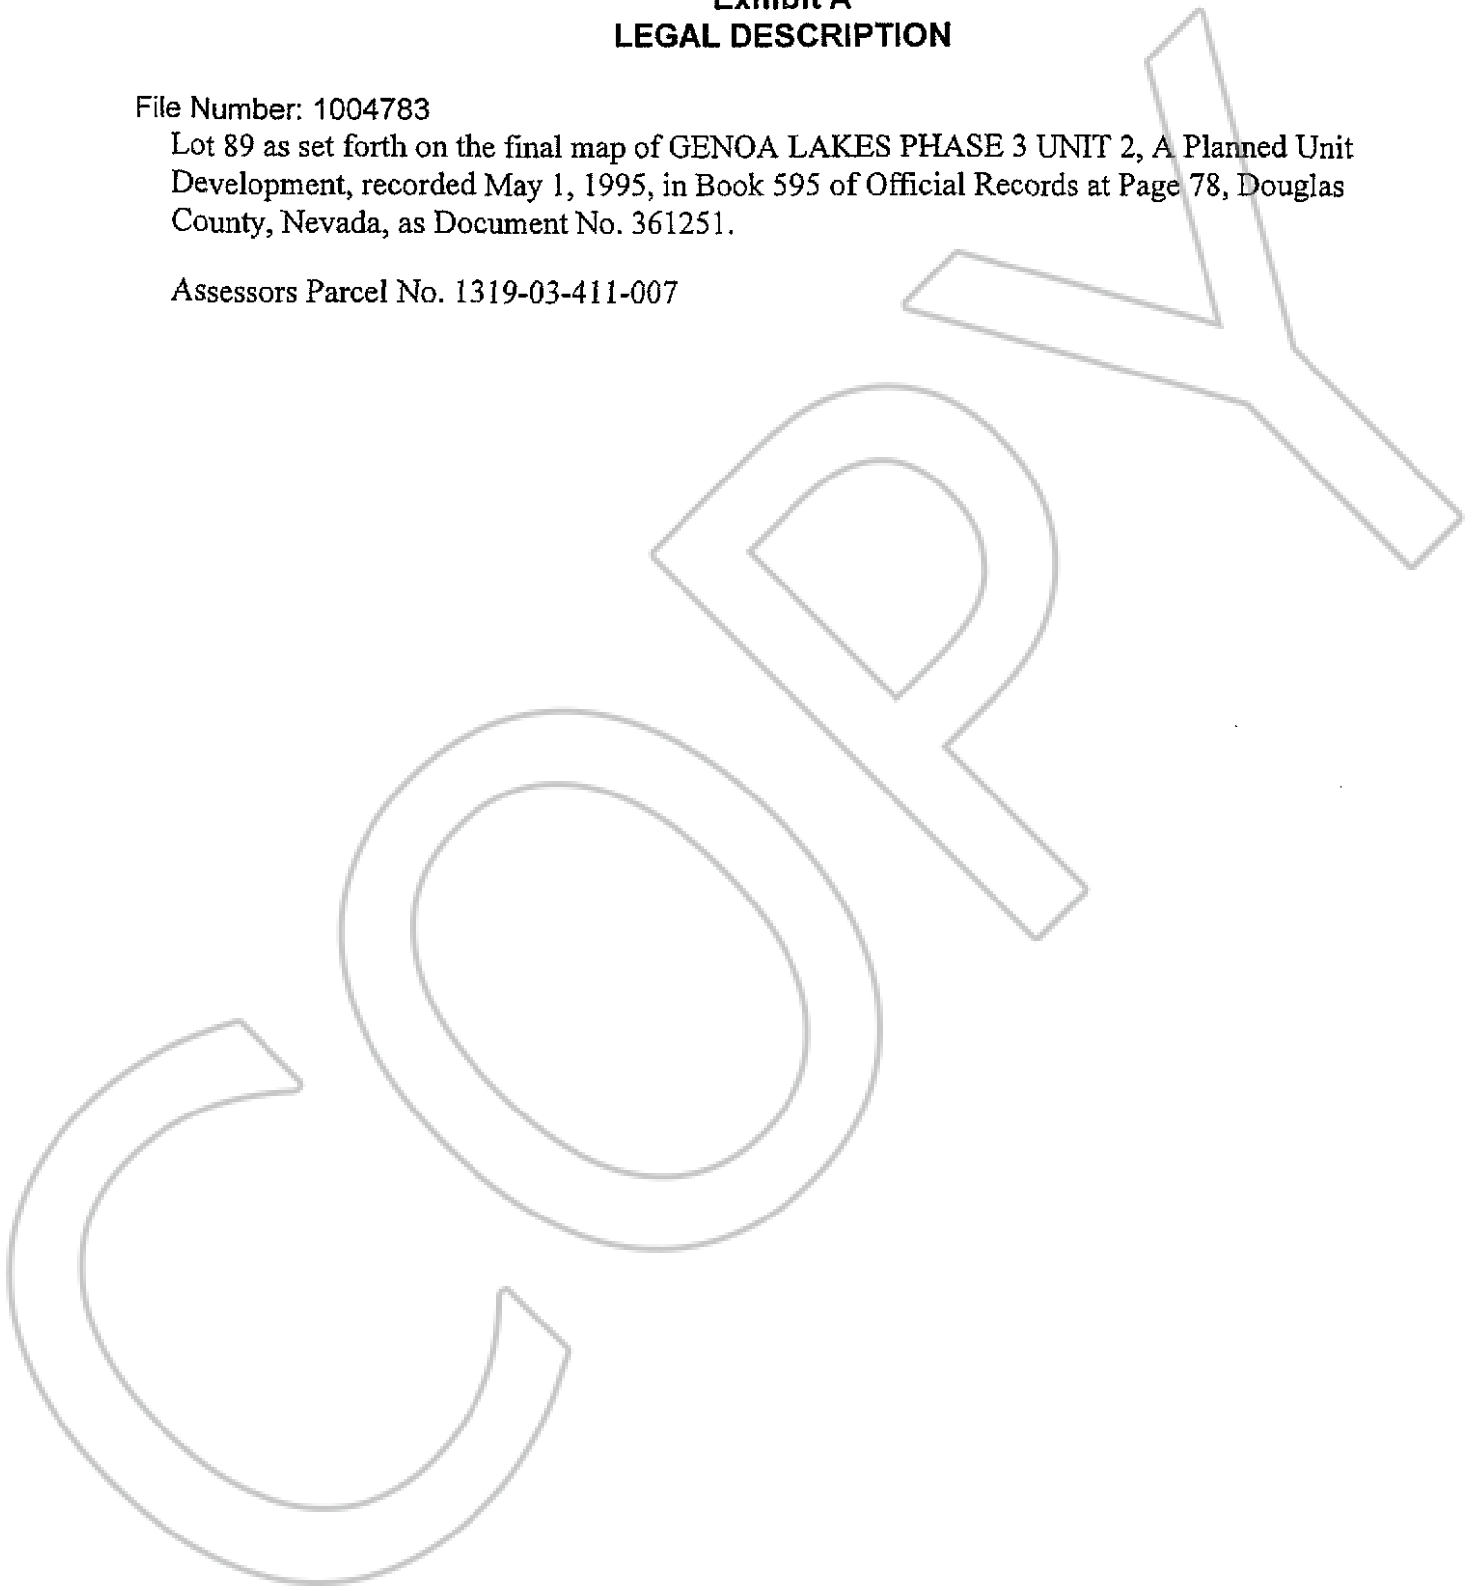 Exhibit A
LEGAL DESCRIPTION
File Number: 1004783
Lot 89 as set forth on the final map of GENOA LAKES PHASE 3 UNIT 2, A Planned Unit
Development, recorded May 1, 1995, in Book 595 of Official Records at Page 78, Douglas
County, Nevada, as Document No. 361251.
Assessors Parcel No. 1319-03-411-007
COPY